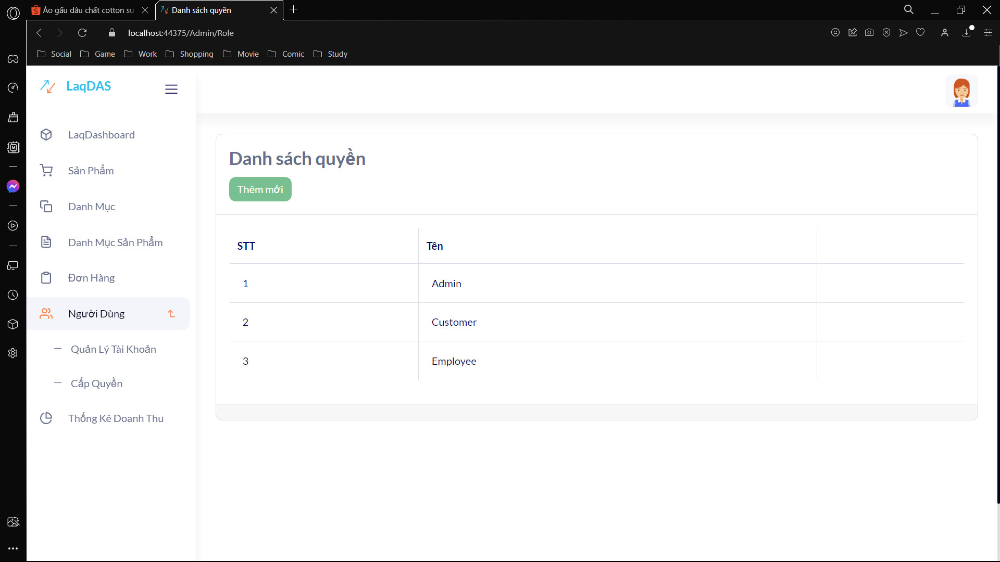 Áo gấu dâu chất cotton su
Danh sách quyền
localhost:44375/Admin/Role
Social Game Work Shopping Movie Comic Study
LaqDAS
LaqDashboard
Sản Phẩm
Danh Mục
Danh Mục Sản Phẩm
Đơn Hàng
Người Dùng
Quản Lý Tài Khoản
Cấp Quyền
Thống Kê Doanh Thu
Danh sách quyền
Thêm mới
STT Tên
1 Admin
2 Customer
3 Employee